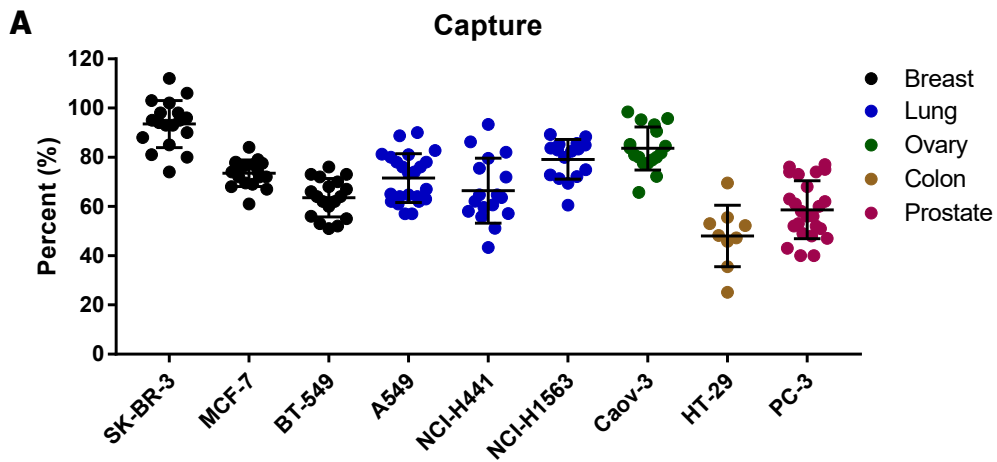 A
Capture
Percent (%)
120
100
80
60
40
20
0
SK-BR-3
MCF-7
BT-549
A549
NCI-H441
NCI-H1563
Caov-3
HT-29
PC-3
Breast
Lung
Ovary
Colon
Prostate